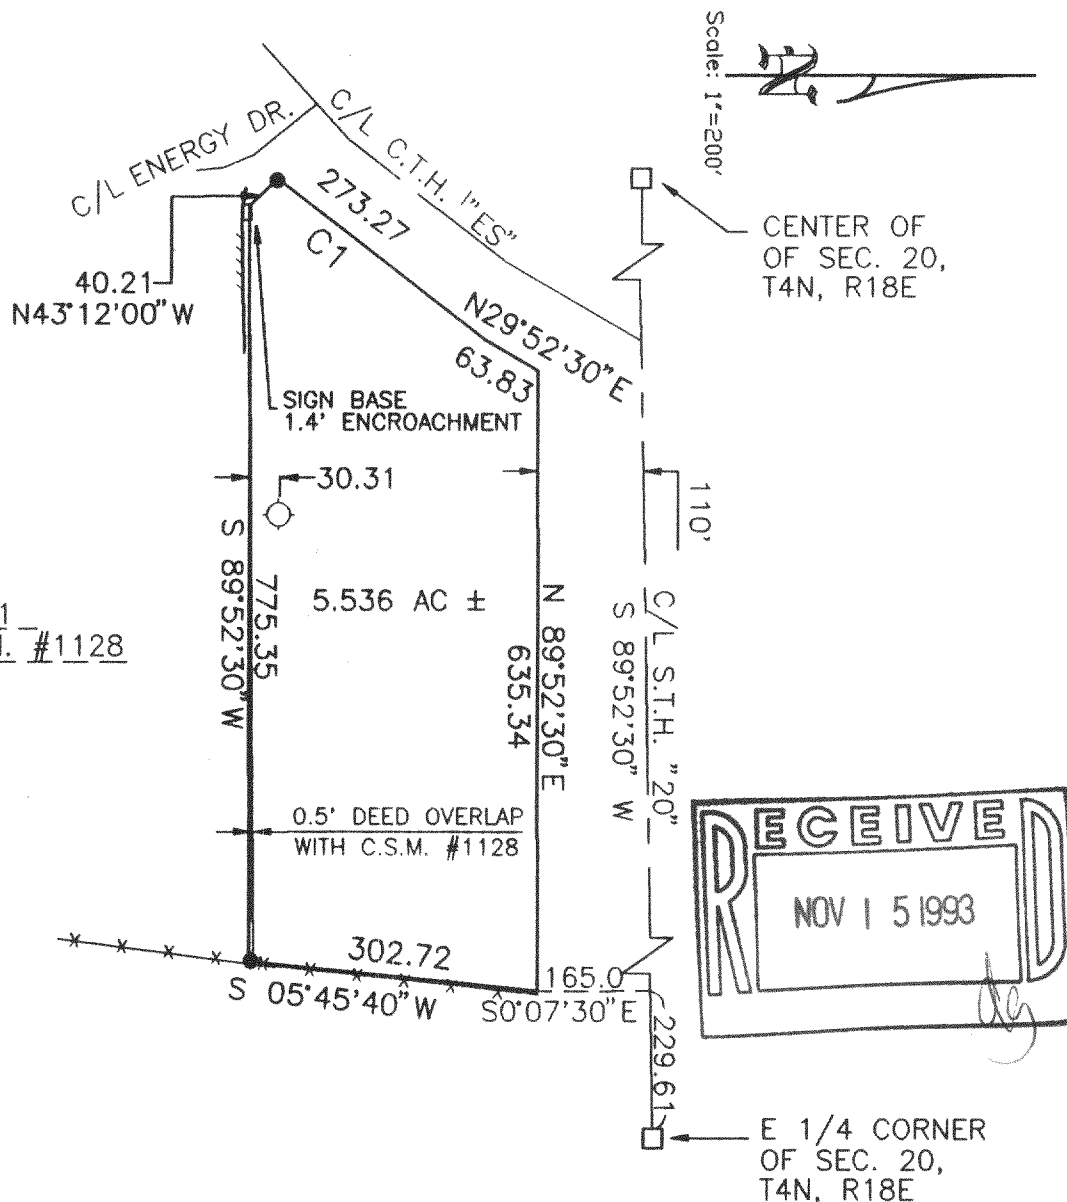 Scale: 1"=200'
N
C/L ENERGY DR.
C/L C.T.H. "ES"
CENTER OF
OF SEC. 20,
T4N, R18E
273.27
C1
40.21
N43°12'00"W
N29°52'30"E
63.83
SIGN BASE
1.4' ENCROACHMENT
30.31
110'
S 89°52'30"W
775.35
5.536 AC ±
N 89°52'30"E
635.34
C/L S.T.H. "20"
S 89°52'30" W
1
. #1128
0.5' DEED OVERLAP
WITH C.S.M. #1128
RECEIVED
NOV 15 1993
302.72
S 05°45'40"W
165.0
S0°07'30"E
229.61
E 1/4 CORNER
OF SEC. 20,
T4N, R18E